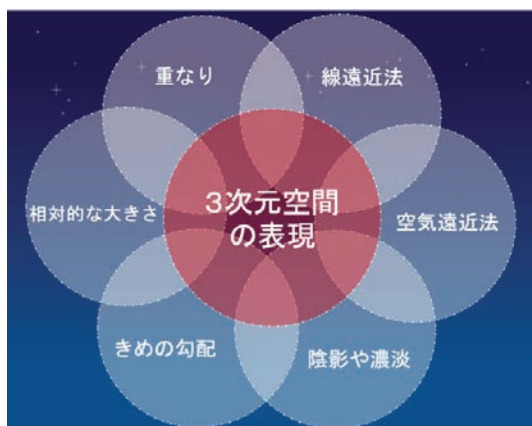 重なり
線遠近法
相対的な大きさ
3次元空間
の表現
空気遠近法
きめの勾配
陰影や濃淡